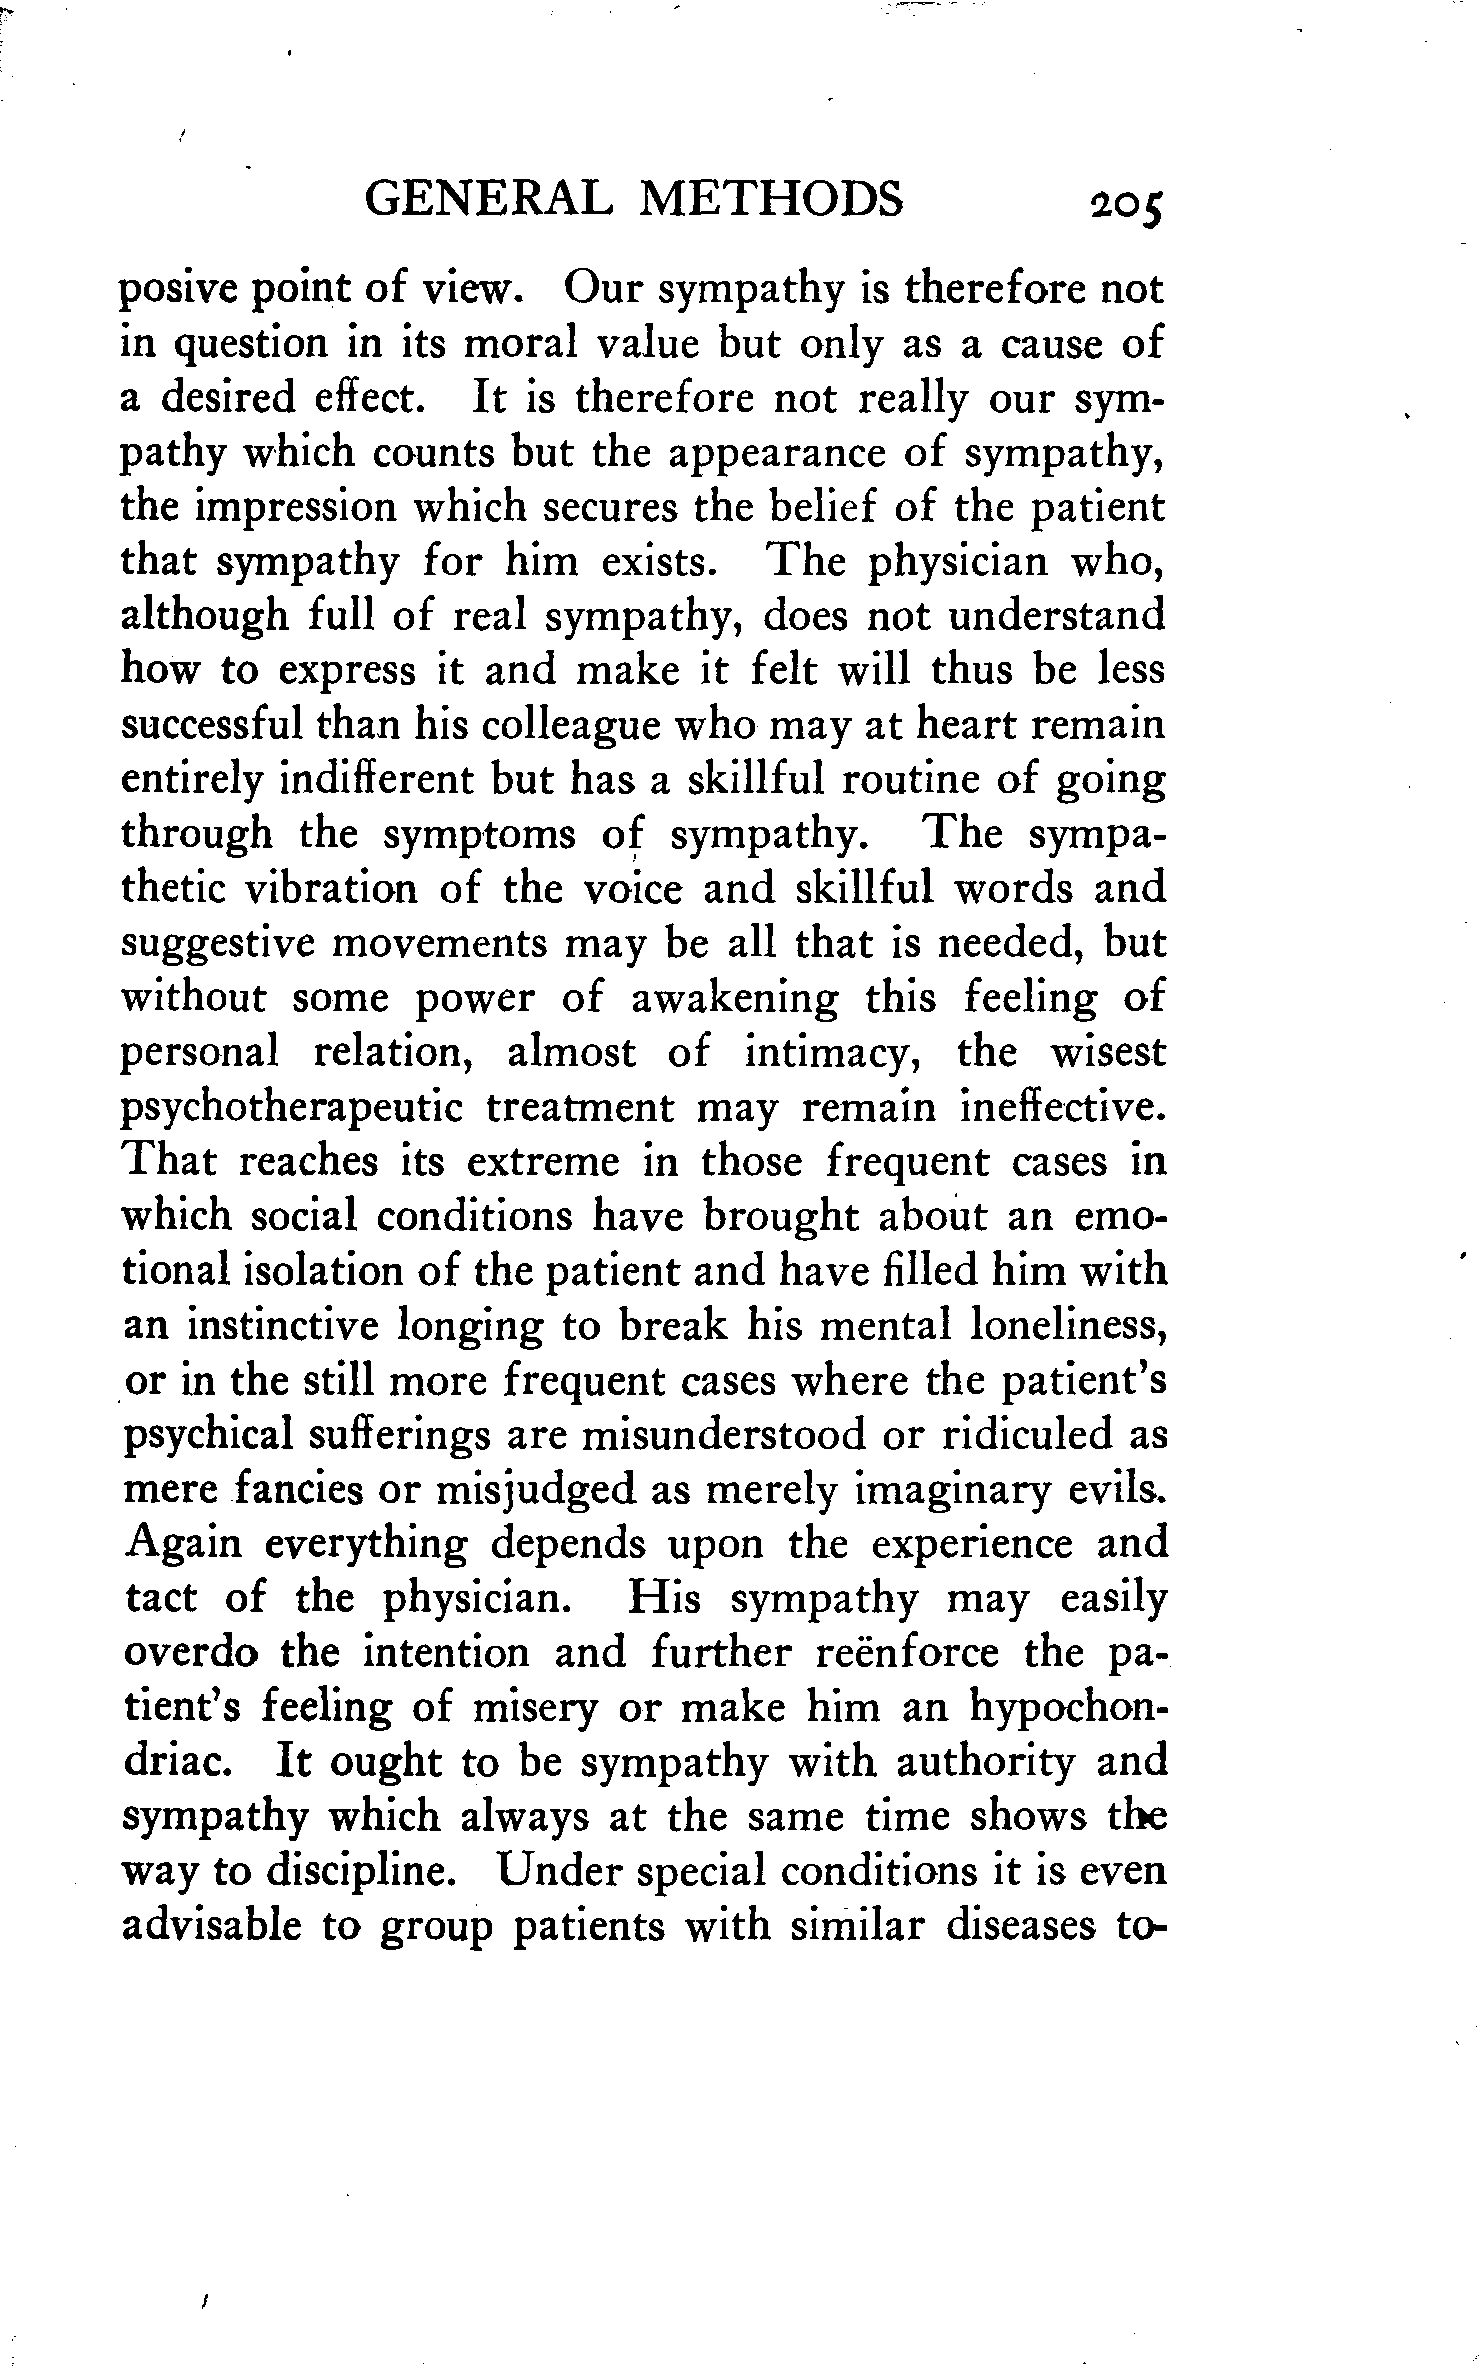 GENERAL METHODS 205
posive point of view. Our sympathy is therefore not
in question in its moral value but only as a cause of
a desired effect. It is therefore not really our sym-
pathy which counts but the appearance of sympathy,
the impression which secures the belief of the patient
that sympathy for him exists. The physician who,
although full of real sympathy, does not understand
how to express it and make it felt will thus be less
successful than his colleague who may at heart remain
entirely indifferent but has a skillful routine of going
through the symptoms of sympathy. The sympa-
thetic vibration of the voice and skillful words and
suggestive movements may be all that is needed, but
without some power of awakening this feeling of
personal relation, almost of intimacy, the wisest
psychotherapeutic treatment may remain ineffective.
That reaches its extreme in those frequent cases in
which social conditions have brought about an emo-
tional isolation of the patient and have filled him with
an instinctive longing to break his mental loneliness,
or in the still more frequent cases where the patient's
psychical sufferings are misunderstood or ridiculed as
mere fancies or misjudged as merely imaginary evils.
Again everything depends upon the experience and
tact of the physician. His sympathy may easily
overdo the intention and further reënforce the pa-
tient's feeling of misery or make him an hypochon-
driac. It ought to be sympathy with authority and
sympathy which always at the same time shows the
way to discipline. Under special conditions it is even
advisable to group patients with similar diseases to-